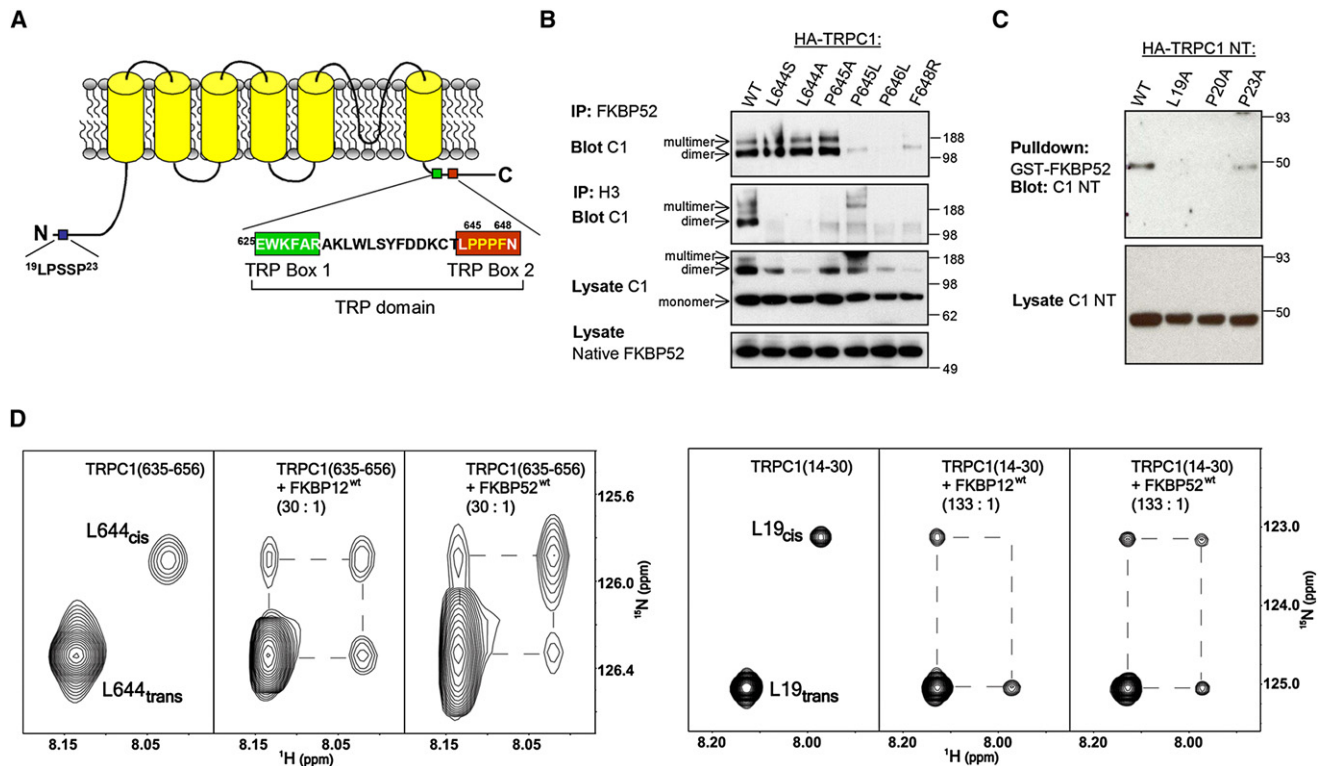 A
N
C
19LPSSP23
645 648
625EWKFARAKLWLSYFDDKCTLPPPFN
TRP Box 1 TRP Box 2
TRP domain
B
HA-TRPC1:
WT L644S L644A P645A P645L P646L F648R
IP: FKBP52
Blot C1
multimer
dimer
188
98
IP: H3
Blot C1
multimer
dimer
188
98
Lysate C1
multimer
dimer
monomer
188
98
62
Lysate
Native FKBP52
49
C
HA-TRPC1 NT:
WT L19A P20A P23A
Pulldown:
GST-FKBP52
Blot: C1 NT
93
50
Lysate C1 NT
93
50
D
TRPC1(635-656)
L644cis
L644trans
TRPC1(635-656)
+ FKBP12wt
(30 : 1)
TRPC1(635-656)
+ FKBP52wt
(30 : 1)
125.6
126.0
126.4
15N (ppm)
8.15 8.05 8.15 8.05 8.15 8.05
1H (ppm)
TRPC1(14-30)
L19cis
L19trans
TRPC1(14-30)
+ FKBP12wt
(133 : 1)
TRPC1(14-30)
+ FKBP52wt
(133 : 1)
123.0
124.0
125.0
15N (ppm)
8.20 8.00 8.20 8.00 8.20 8.00
1H (ppm)